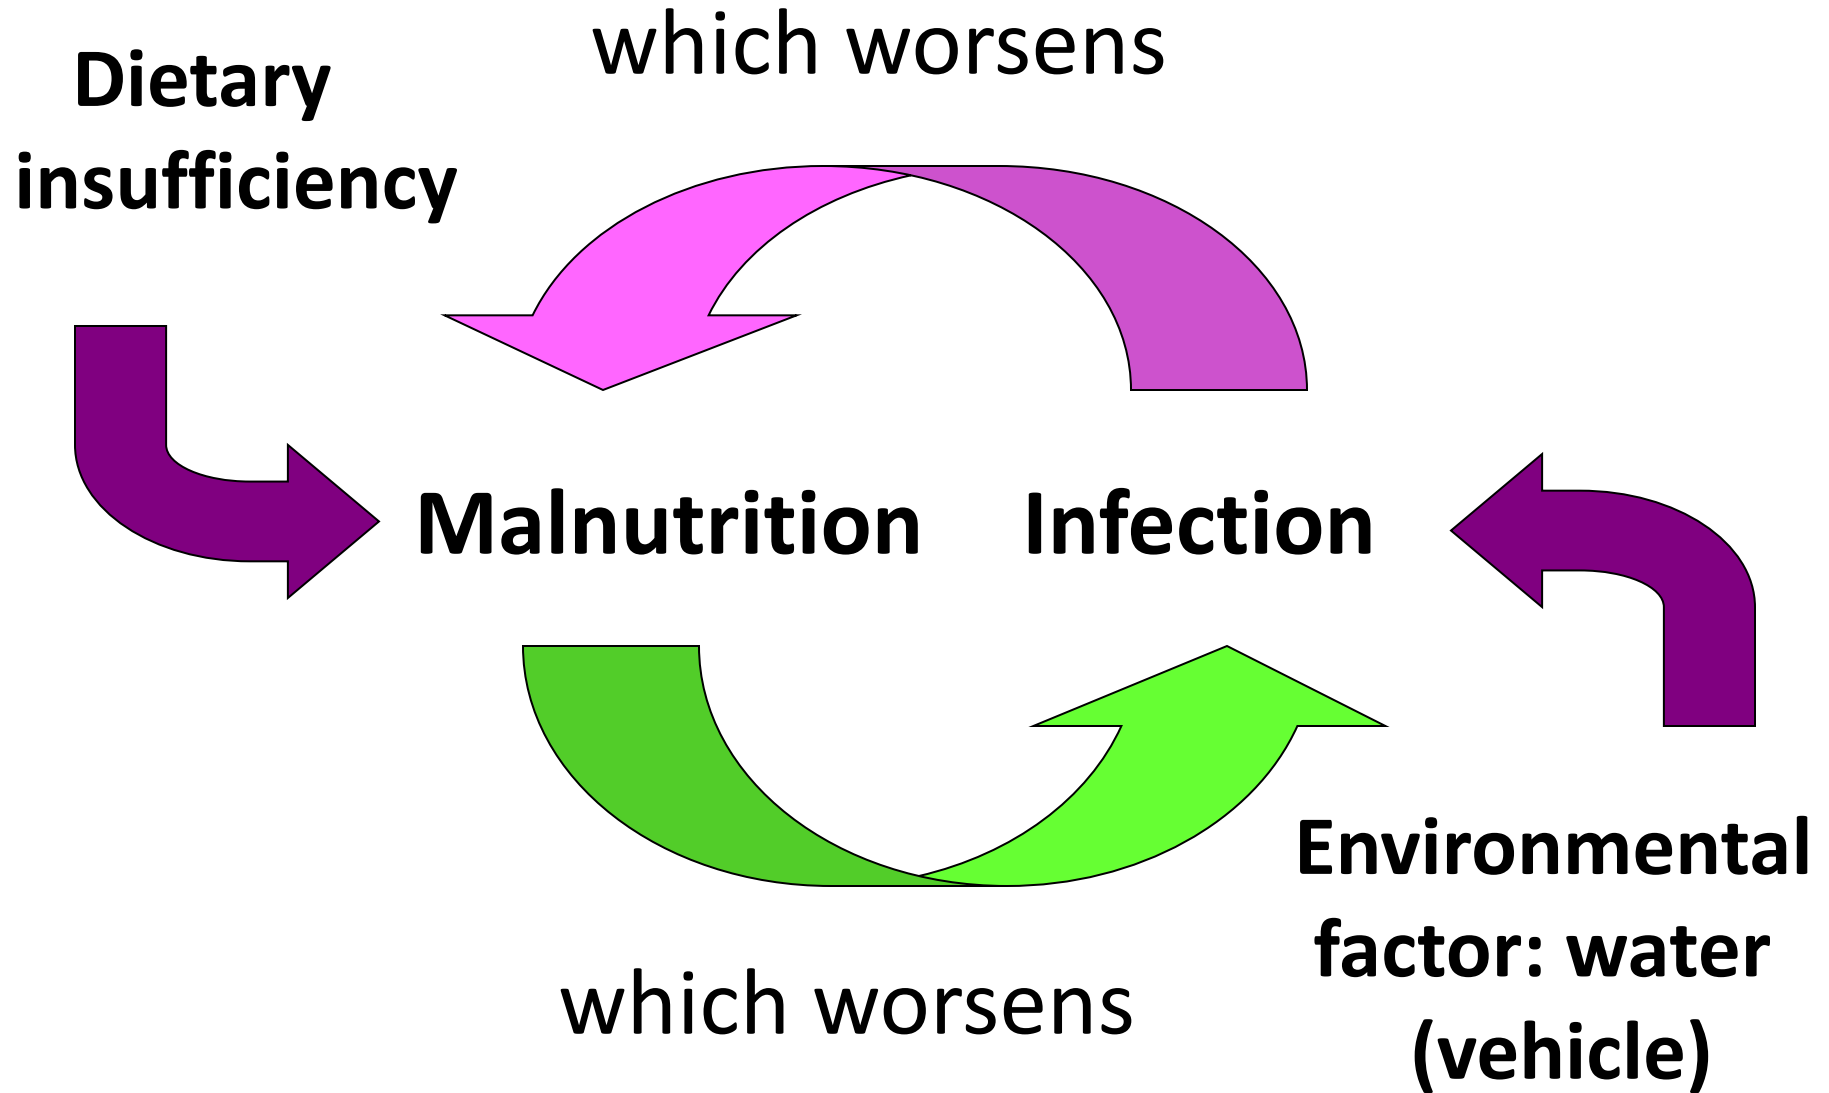 which worsens
Dietary
insufficiency
Malnutrition
Infection
Environmental
factor: water
(vehicle)
which worsens